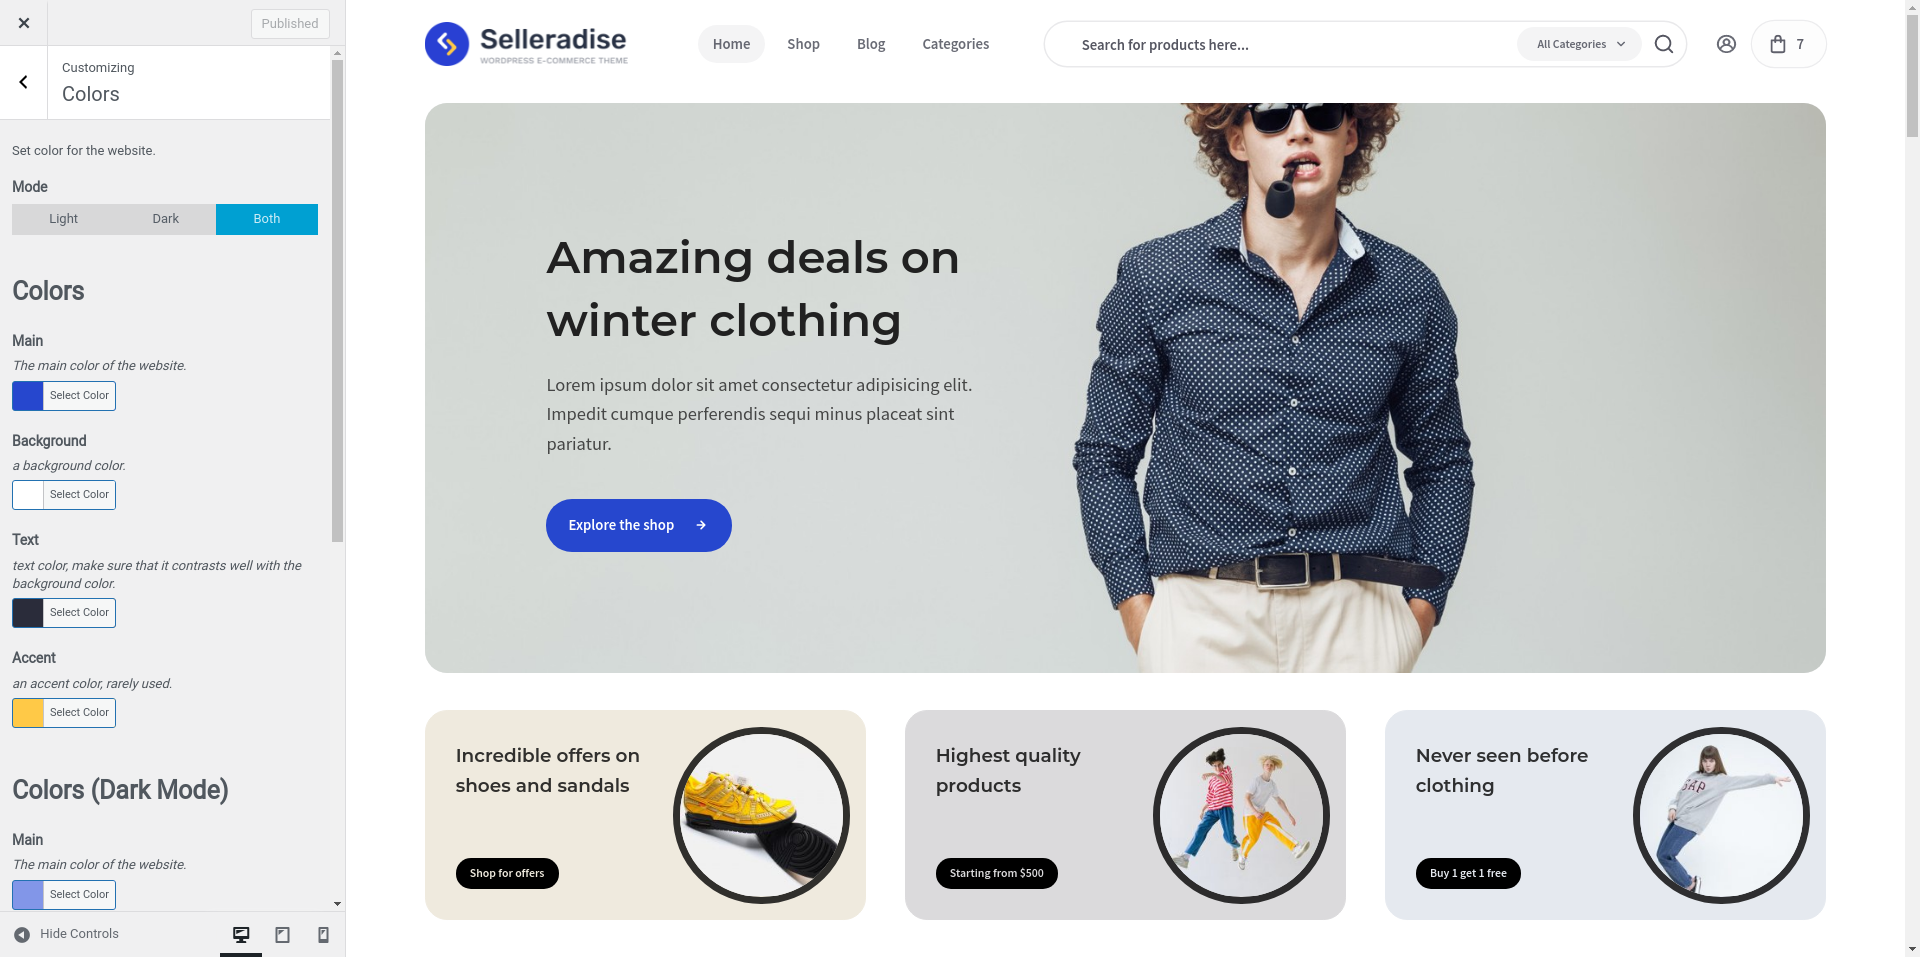 Published
Customizing
Colors
Set color for the website.
Mode
Light Dark Both
Colors
Main
The main color of the website.
Select Color
Background
a background color.
Select Color
Text
text color, make sure that it contrasts well with the
background color.
Select Color
Accent
an accent color, rarely used.
Select Color
Colors (Dark Mode)
Main
The main color of the website.
Select Color
Hide Controls
Selleradise
WORDPRESS E-COMMERCE THEME
Home Shop Blog Categories
Search for products here... All Categories
7
Amazing deals on
winter clothing
Lorem ipsum dolor sit amet consectetur adipisicing elit.
Impedit cumque perferendis sequi minus placeat sint
pariatur.
Explore the shop
Incredible offers on
shoes and sandals
Shop for offers
Highest quality
products
Starting from $500
Never seen before
clothing
Buy 1 get 1 free
GAP